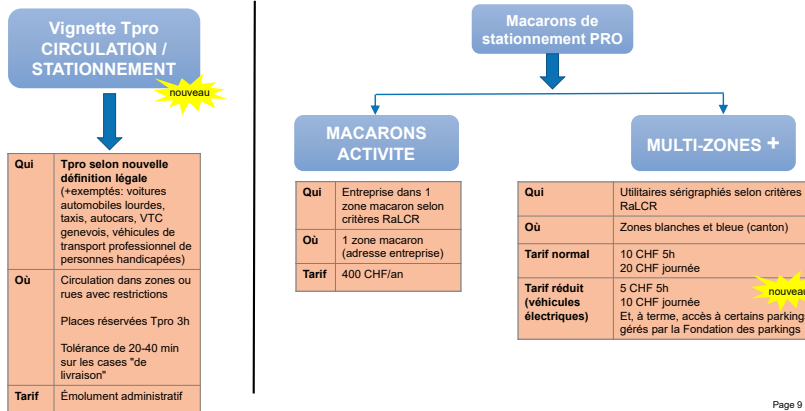 Vignette Tpro
CIRCULATION /
STATIONNEMENT
nouveau
Qui
Tpro selon nouvelle
définition légale
(+exemptés: voitures
automobiles lourdes,
taxis, autocars, VTC
genevois, véhicules de
transport professionnel de
personnes handicapées)
Où
Circulation dans zones ou
rues avec restrictions
Places réservées Tpro 3h
Tolérance de 20-40 min
sur les cases "de
livraison"
Tarif
Émolument administratif
Macarons de
stationnement PRO
MACARONS
ACTIVITE
Qui
Entreprise dans 1
zone macaron selon
critères RaLCR
Où
1 zone macaron
(adresse entreprise)
Tarif
400 CHF/an
MULTI-ZONES +
Qui
Utilitaires sérigraphiés selon critères
RaLCR
Où
Zones blanches et bleue (canton)
Tarif normal
10 CHF 5h
20 CHF journée
Tarif réduit
(véhicules
électriques)
5 CHF 5h
10 CHF journée
Et, à terme, accès à certains parkings
gérés par la Fondation des parkings
nouveau
Page 9